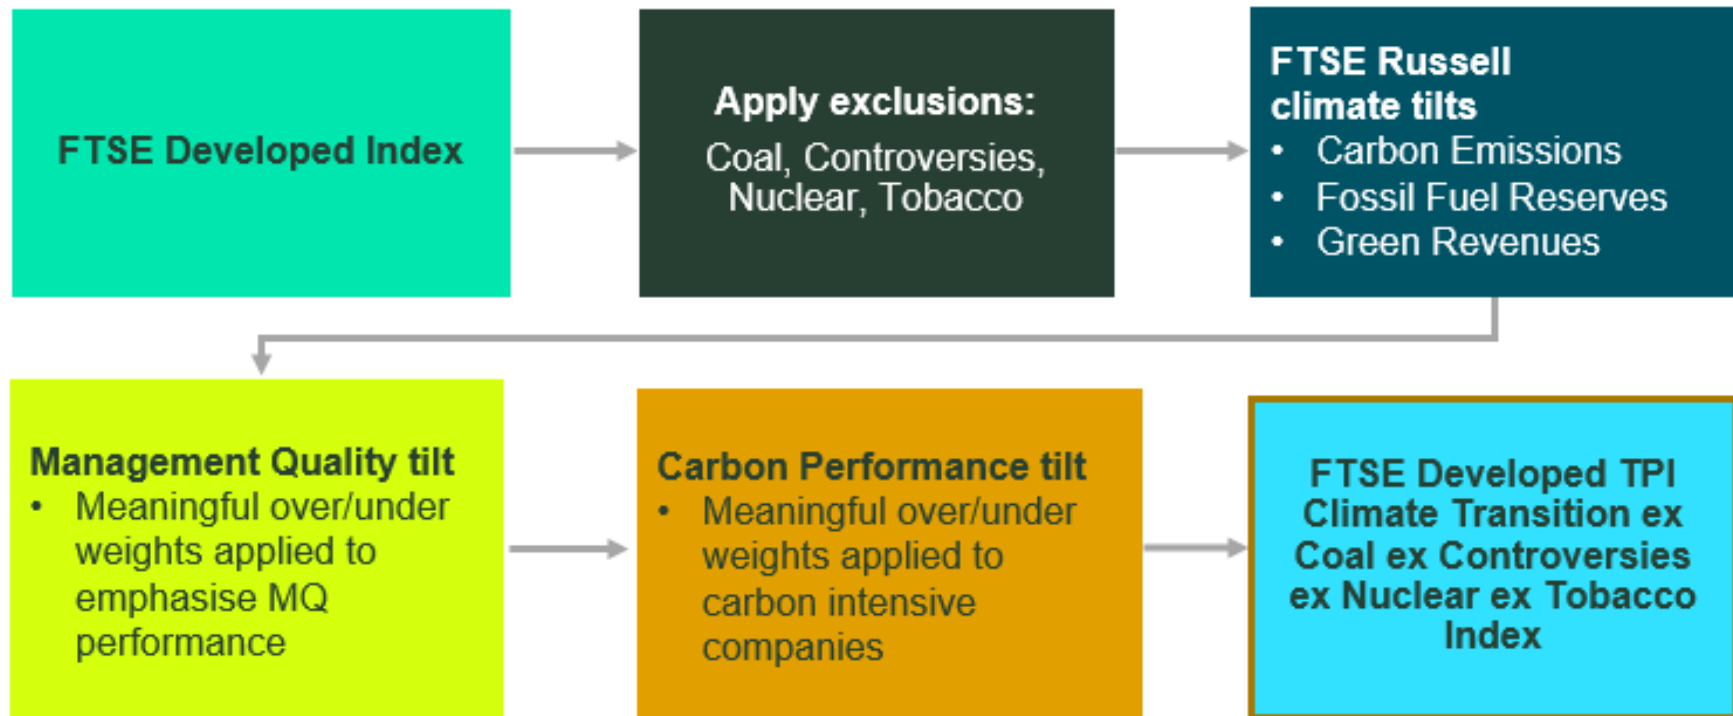 FTSE Developed Index
Apply exclusions:
Coal, Controversies,
Nuclear, Tobacco
FTSE Russell
climate tilts
• Carbon Emissions
• Fossil Fuel Reserves
• Green Revenues
Management Quality tilt
• Meaningful over/under
weights applied to
emphasise MQ
performance
Carbon Performance tilt
• Meaningful over/under
weights applied to
carbon intensive
companies
FTSE Developed TPI
Climate Transition ex
Coal ex Controversies
ex Nuclear ex Tobacco
Index